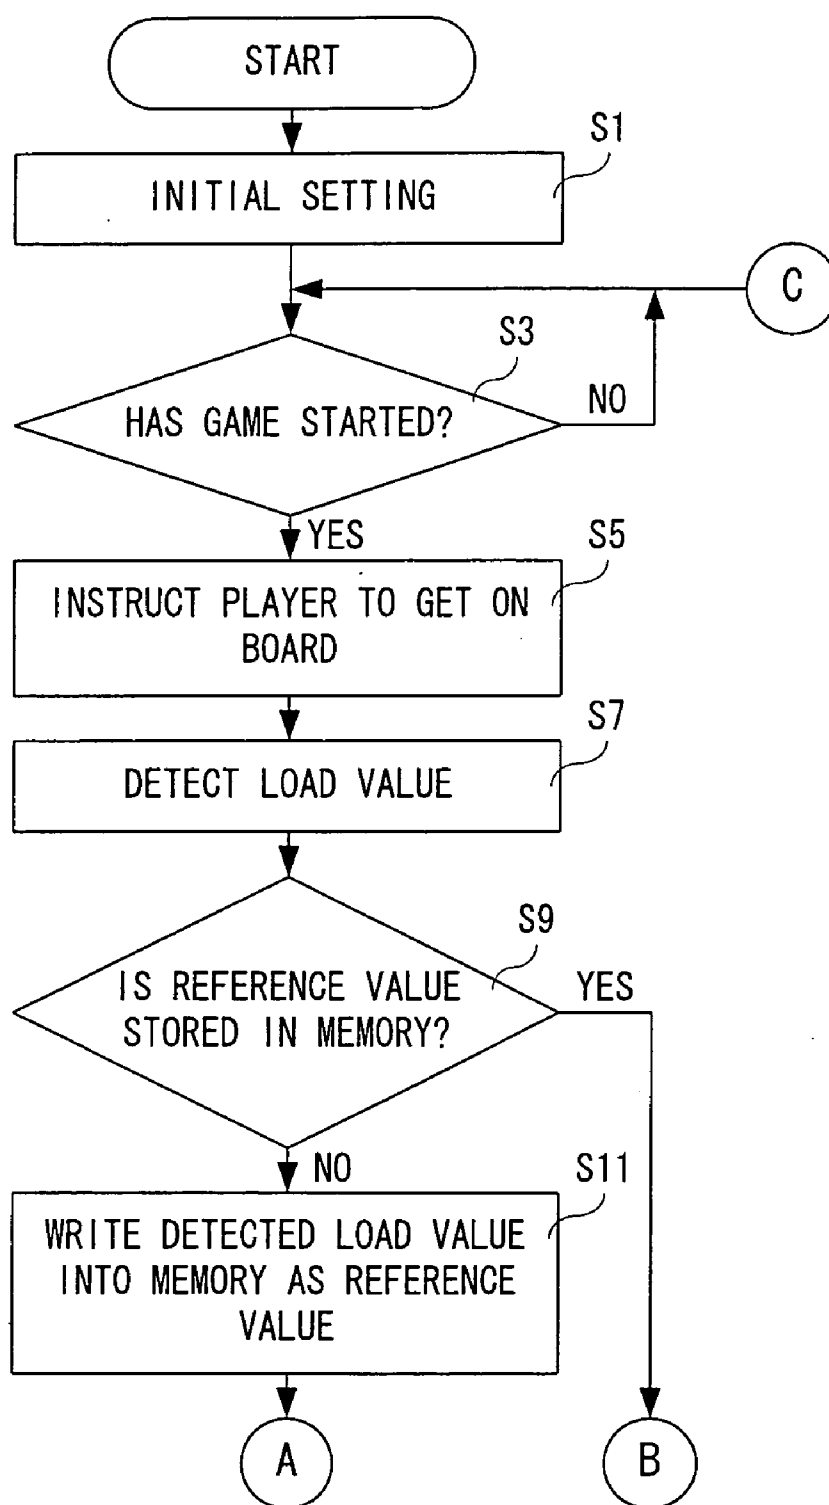 START
S1
INITIAL SETTING
C
S3
HAS GAME STARTED?
NO
YES
S5
INSTRUCT PLAYER TO GET ON
BOARD
S7
DETECT LOAD VALUE
S9
IS REFERENCE VALUE
STORED IN MEMORY?
YES
NO
S11
WRITE DETECTED LOAD VALUE
INTO MEMORY AS REFERENCE
VALUE
A
B